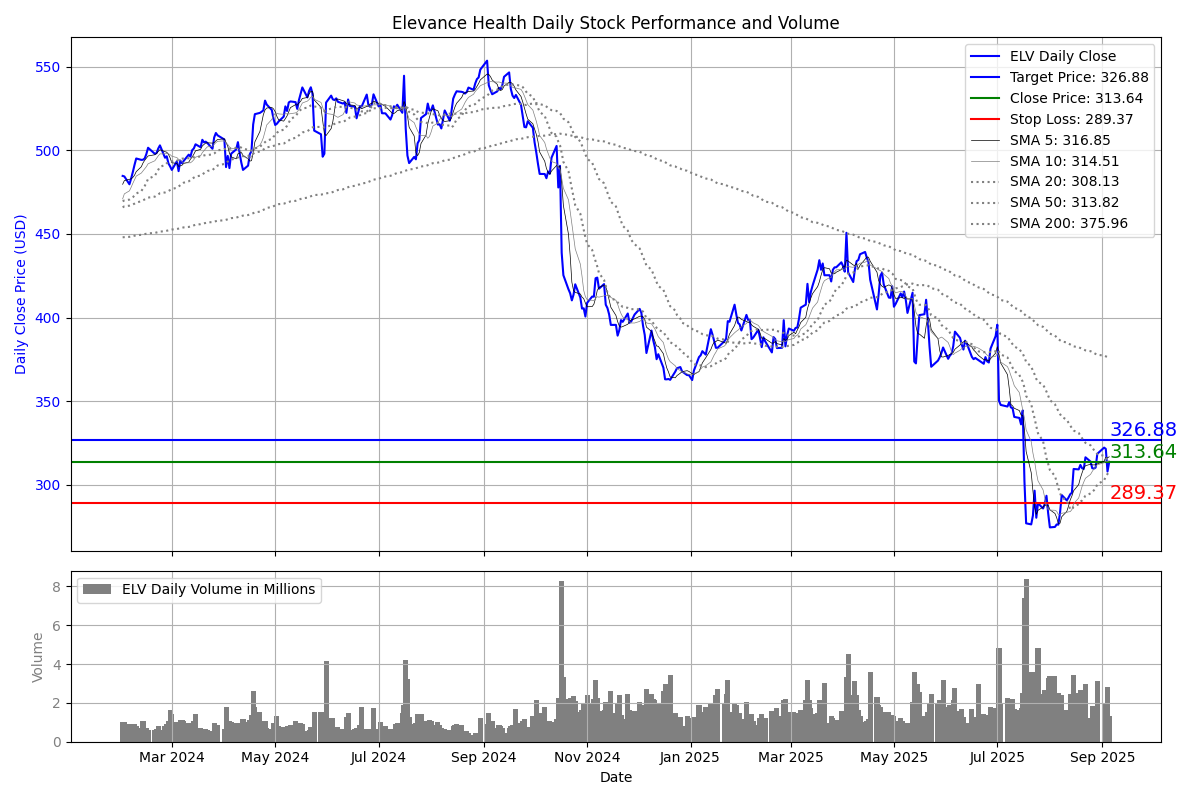 Elevance Health Daily Stock Performance and Volume
Daily Close Price (USD)
550
500
450
400
350
300
ELV Daily Close
Target Price: 326.88
Close Price: 313.64
Stop Loss: 289.37
SMA 5: 316.85
SMA 10: 314.51
SMA 20: 308.13
SMA 50: 313.82
SMA 200: 375.96
326.88
313.64
289.37
ELV Daily Volume in Millions
Volume
8
6
4
2
0
Mar 2024 May 2024 Jul 2024 Sep 2024 Nov 2024 Jan 2025 Mar 2025 May 2025 Jul 2025 Sep 2025
Date